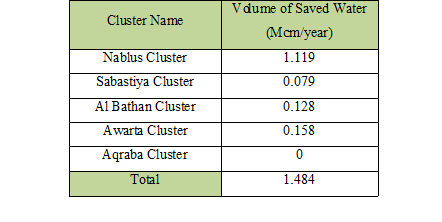 Cluster Name Volume of Saved Water
(Mcm/year)
Nablus Cluster 1.119
Sabastiya Cluster 0.079
Al Bathan Cluster 0.128
Awarta Cluster 0.158
Aqraba Cluster 0
Total 1.484